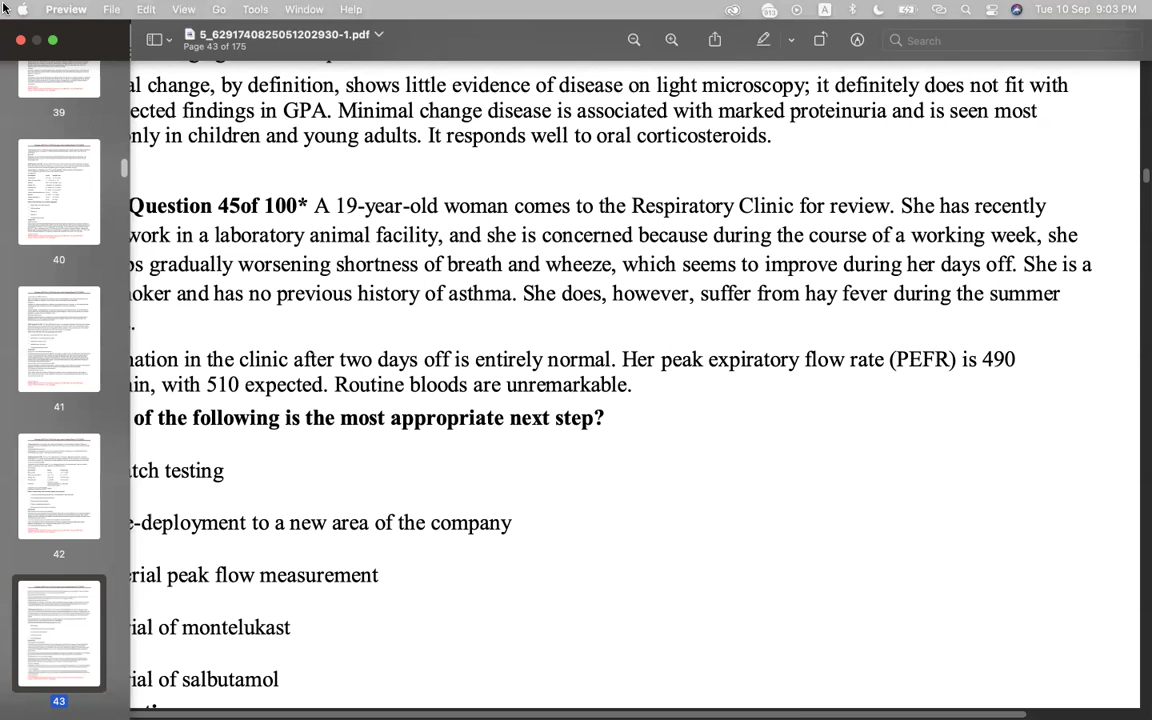 Preview File Edit View Go Tools Window Help A Tue 10 Sep 9:03 PM
5_6291740825051202930-1.pdf
Page 43 of 175
Search
39
40
41
42
43
al change, by definition, shows little evidence of disease on light microscopy; it definitely does not fit with
ected findings in GPA. Minimal change disease is associated with marked proteinuria and is seen most
only in children and young adults. It responds well to oral corticosteroids.
Question 45of 100* A 19-year-old woman comes to the Respiratory Clinic for review. She has recently
work in a laboratory animal facility, and she is concerned because during the course of a working week, she
ps gradually worsening shortness of breath and wheeze, which seems to improve during her days off. She is a
oker and has no previous history of asthma. She does, however, suffer from hay fever during the summer
nation in the clinic after two days off is entirely normal. Her peak expiratory flow rate (PEFR) is 490
in, with 510 expected. Routine bloods are unremarkable.
of the following is the most appropriate next step?
tch testing
e-deployment to a new area of the company
erial peak flow measurement
ial of montelukast
ial of salbutamol